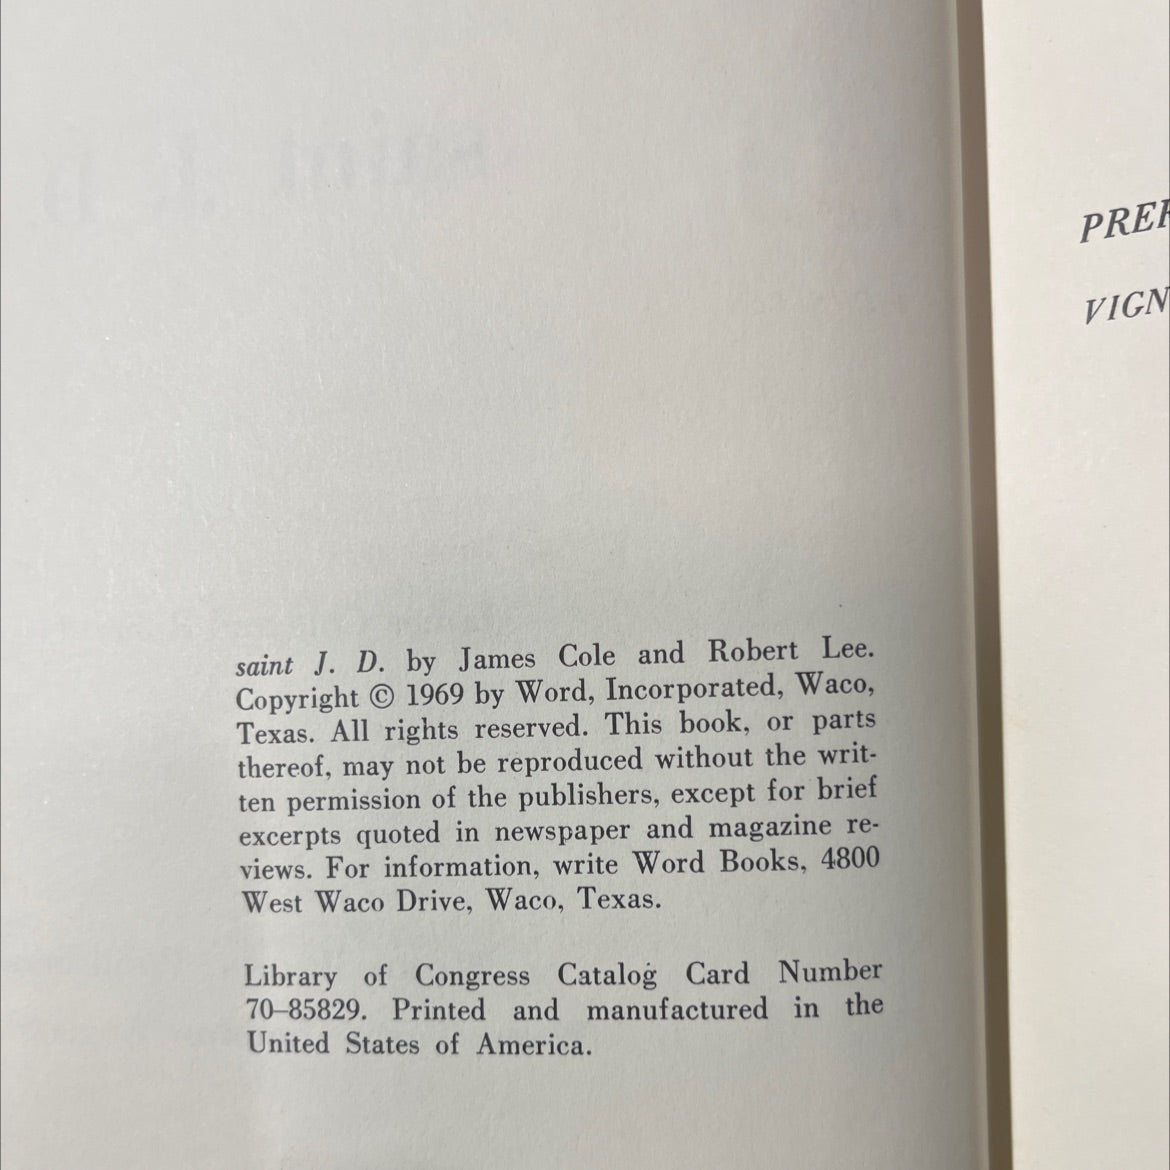 saint J. D. by James Cole and Robert Lee.
Copyright © 1969 by Word, Incorporated, Waco,
Texas. All rights reserved. This book, or parts
thereof, may not be reproduced without the writ-
ten permission of the publishers, except for brief
excerpts quoted in newspaper and magazine re-
views. For information, write Word Books, 4800
West Waco Drive, Waco, Texas.
Library of Congress Catalog Card Number
70–85829. Printed and manufactured in the
United States of America.